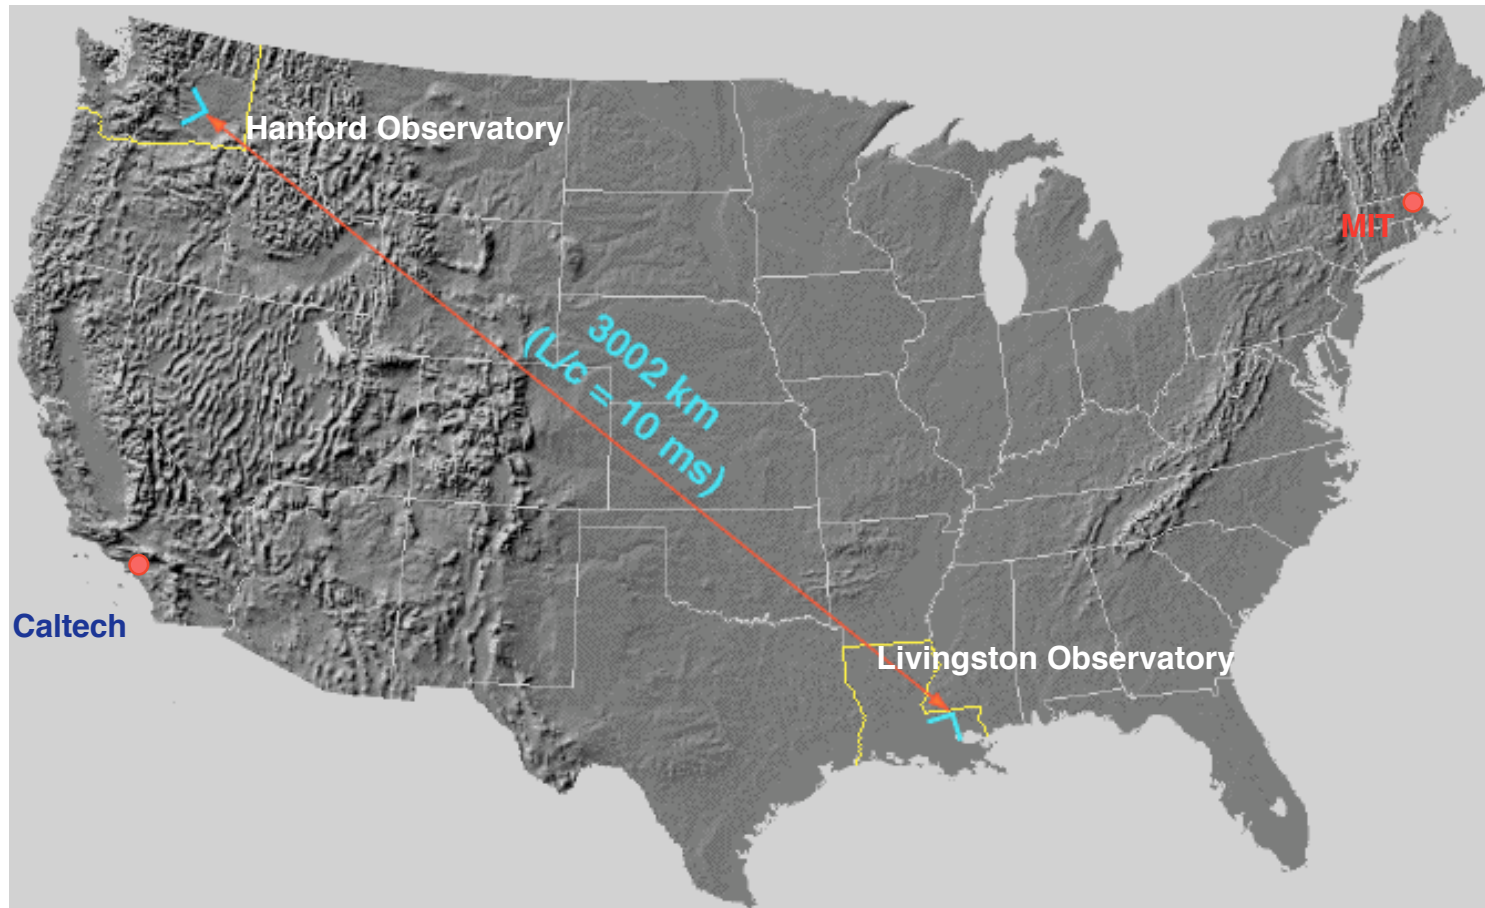 Hanford Observatory
MIT
3002 km
(L/c = 10 ms)
Caltech
Livingston Observatory